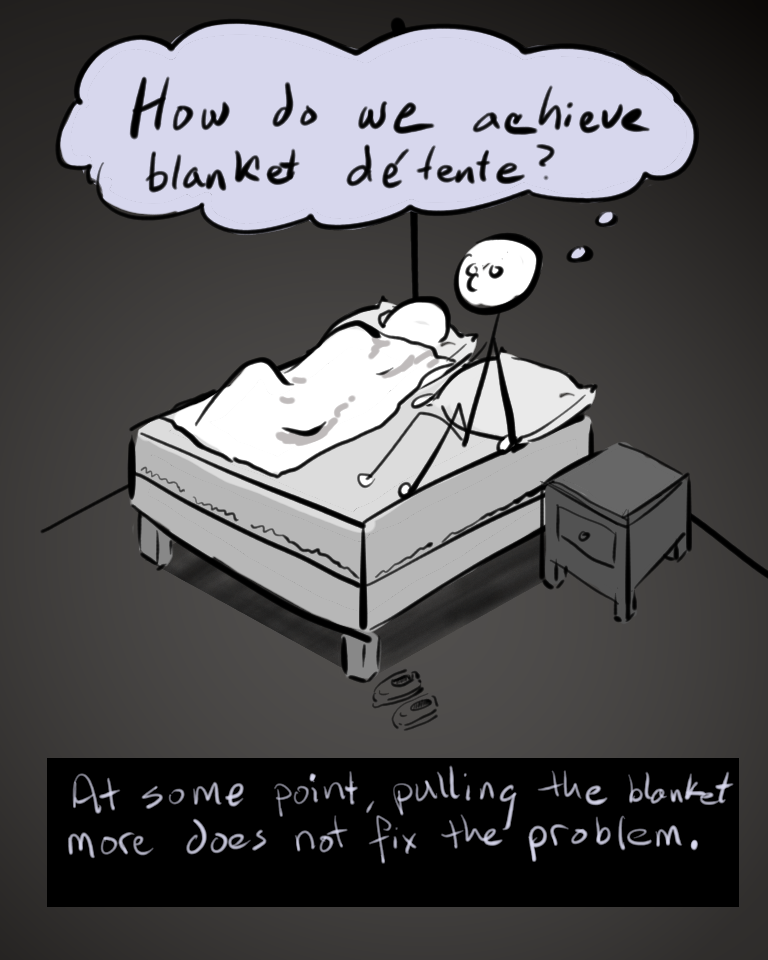 How do we achieve
blanket détente?
At some point, pulling the blanket
more does not fix the problem.